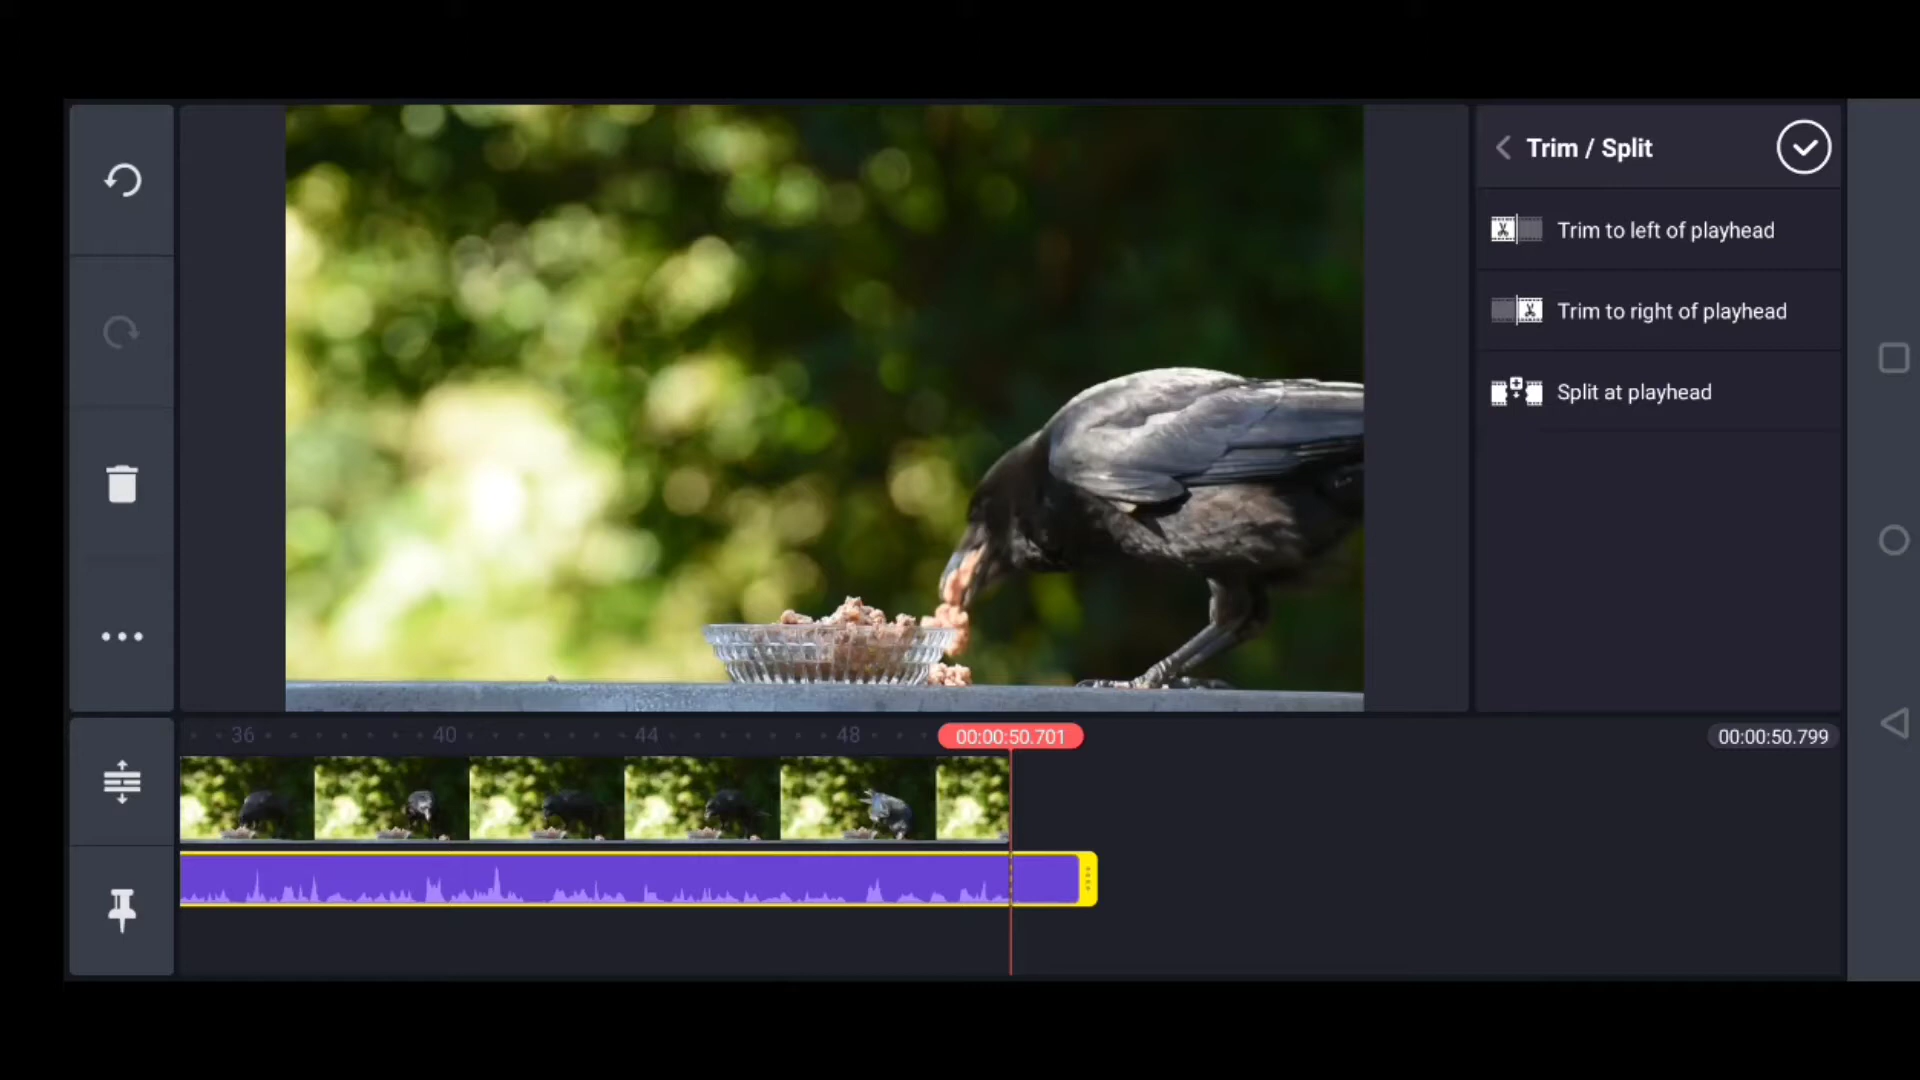 Trim / Split
Trim to left of playhead
Trim to right of playhead
Split at playhead
36
40
44
48
00:00:50.701
00:00:50.799